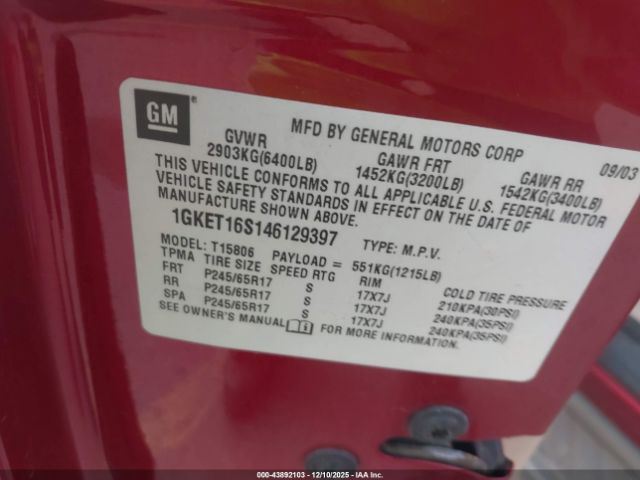 GM ®
MFD BY GENERAL MOTORS CORP 09/03
GVWR GAWR FRT GAWR RR
2903KG(6400LB) 1452KG(3200LB) 1542KG(3400LB)
THIS VEHICLE CONFORMS TO ALL APPLICABLE U.S. FEDERAL MOTOR
VEHICLE SAFETY STANDARDS IN EFFECT ON THE DATE OF
MANUFACTURE SHOWN ABOVE.
1GKET16S146129397 TYPE: M.P.V.
MODEL: T15806 PAYLOAD = 551KG(1215LB)
TPMA TIRE SIZE SPEED RTG RIM COLD TIRE PRESSURE
FRT P245/65R17 S 17X7J 210KPA(30PSI)
RR P245/65R17 S 17X7J 240KPA(35PSI)
SPA P245/65R17 S 17X7J 240KPA(35PSI)
SEE OWNER'S MANUAL FOR MORE INFORMATION.
000-43892103 - 12/10/2025 - IAA Inc.